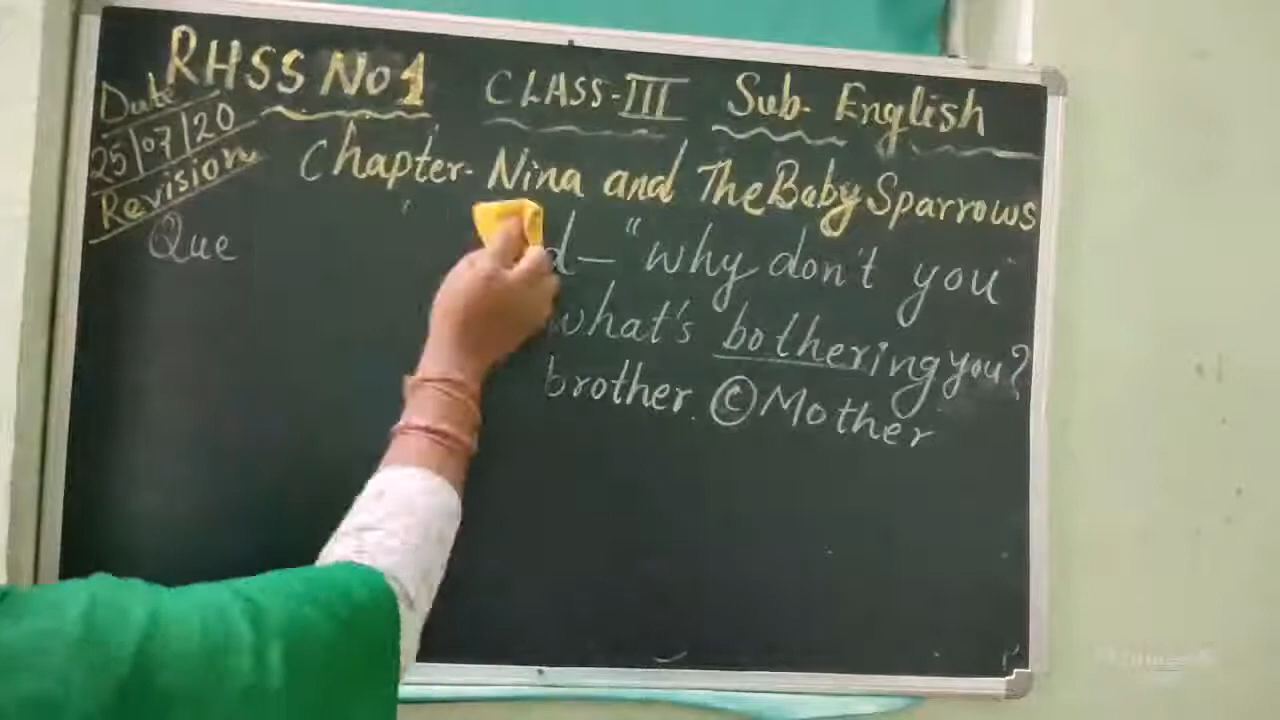 RHSS No 1 CLASS-III Sub- English
Date
25/07/20
Revision
Chapter- Nina and The Baby Sparrows
Que d- "why don't you
what's bothering you?
brother. ©Mother